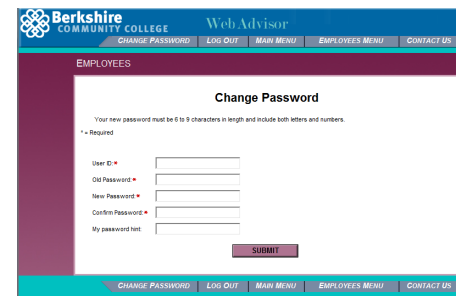 Berkshire
COMMUNITY COLLEGE
WebAdvisor
CHANGE PASSWORD LOG OUT MAIN MENU EMPLOYEES MENU CONTACT US
EMPLOYEES
Change Password
Your new password must be 6 to 9 characters in length and include both letters and numbers.
* = Required
User ID:*
Old Password:*
New Password:*
Confirm Password:*
My password hint:
SUBMIT
CHANGE PASSWORD LOG OUT MAIN MENU EMPLOYEES MENU CONTACT US